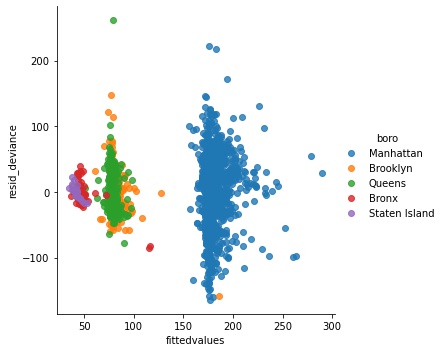 200
100
0
−100
resid_deviance
50
100
150
200
250
300
fittedvalues
boro
Manhattan
Brooklyn
Queens
Bronx
Staten Island